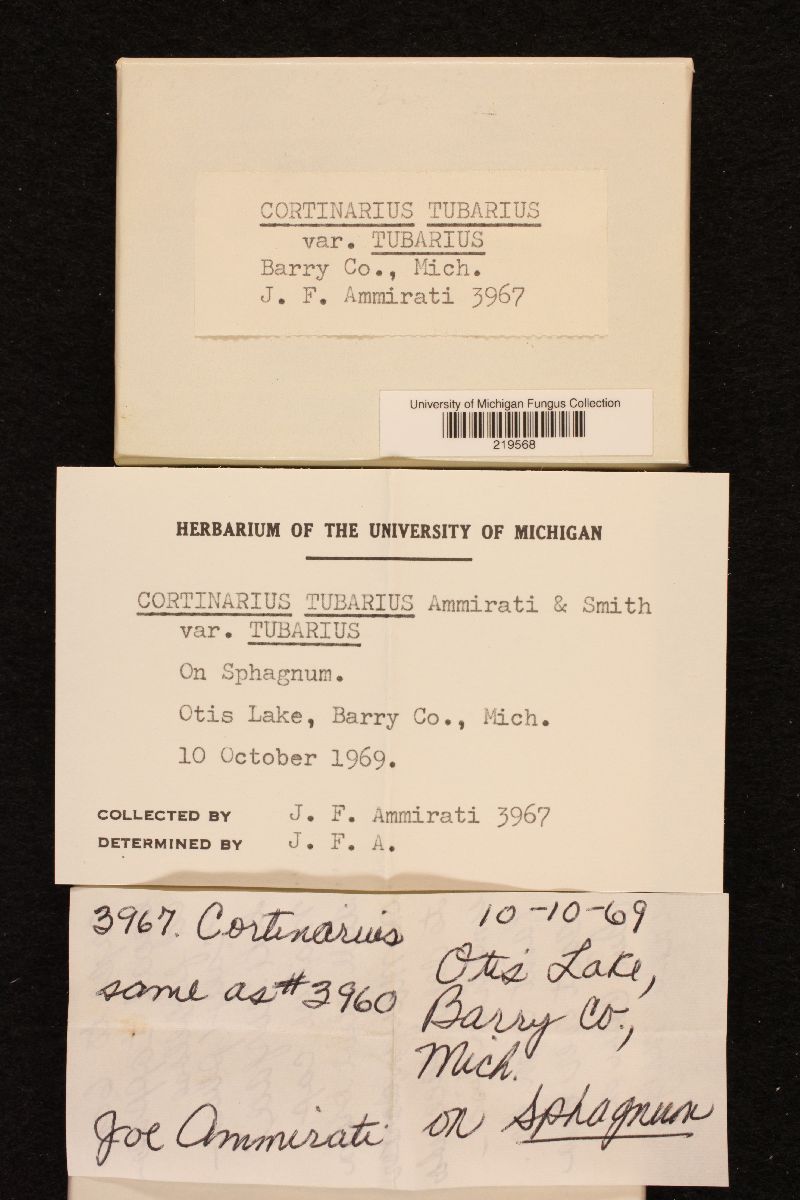 CORTINARIUS TUBARIUS
var. TUBARIUS
Barry Co., Mich.
J. F. Ammirati 3967
University of Michigan Fungus Collection
219568
HERBARIUM OF THE UNIVERSITY OF MICHIGAN
CORTINARIUS TUBARIUS Ammirati & Smith
var. TUBARIUS
On Sphagnum.
Otis Lake, Barry Co., Mich.
10 October 1969.
COLLECTED BY J. F. Ammirati 3967
DETERMINED BY J. F. A.
3967. Cortinarius
same as #3960
Joe Ammirati
10-10-69
Otis Lake,
Barry Co.,
Mich.
on Sphagnum